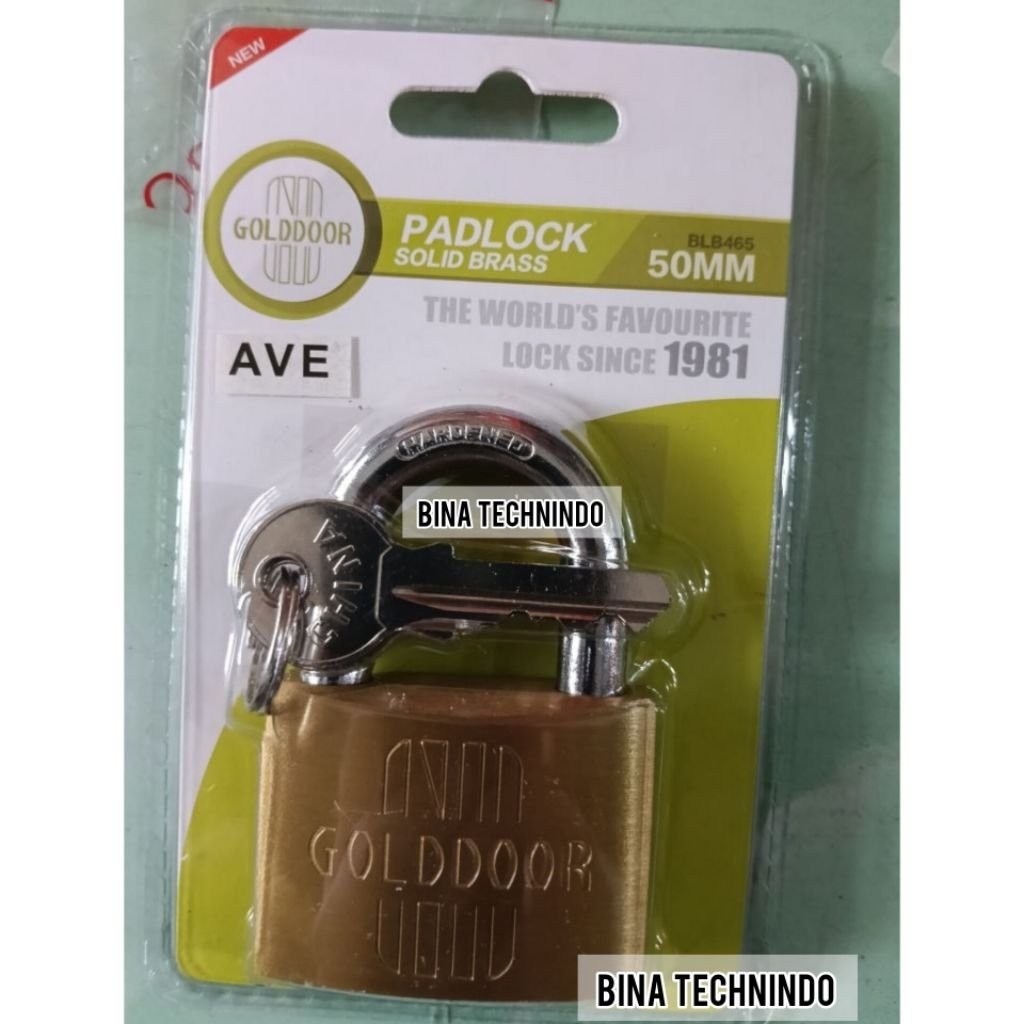 NEW
GOLDDOOR
PADLOCK
SOLID BRASS
BLB465
50MM
THE WORLD'S FAVOURITE
LOCK SINCE 1981
AVE
HARDENED
BINA TECHNINDO
CHINA
GOLDDOOR
BINA TECHNINDO